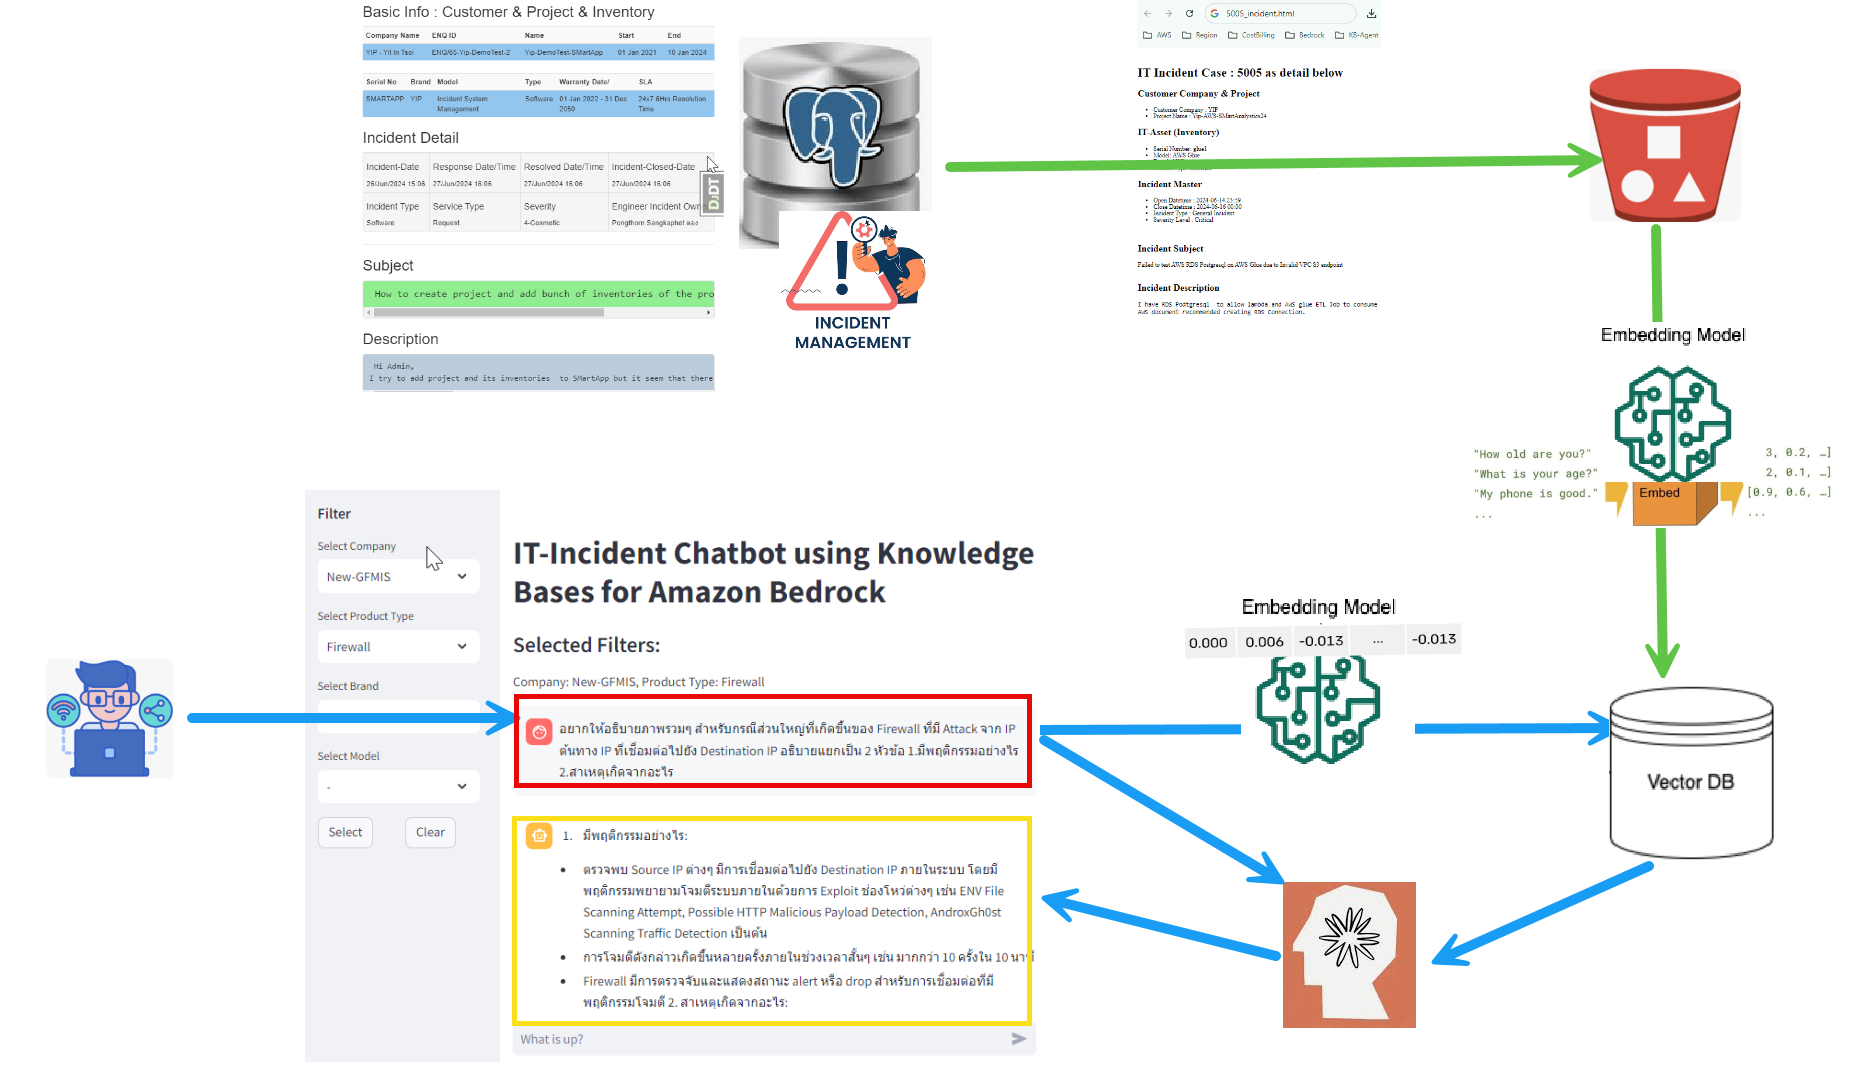 Basic Info : Customer & Project & Inventory
Company Name ENQ ID Name Start End
YIP - Yit In Tsoi ENQ/65-Yip-DemoTest-2 Yip-DemoTest-SMartApp 01 Jan 2021 10 Jan 2024
Serial No Brand Model Type Warranty Date/ SLA
SMARTAPP YIP Incident System Software 01 Jan 2022 - 31 Dec 24x7 6Hrs Resolution
Management 2050 Time
Incident Detail
Incident-Date Response Date/Time Resolved Date/Time Incident-Closed-Date
26/Jun/2024 15:06 27/Jun/2024 16:06 27/Jun/2024 16:06 27/Jun/2024 16:06
Incident Type Service Type Severity Engineer Incident Own
Software Request 4-Cosmetic Pongthorn Sangkaphet
DJDT
Subject
How to create project and add bunch of inventories of the pro
Description
Hi Admin,
I try to add project and its inventories to SMartApp but it seem that there
INCIDENT
MANAGEMENT
5005_incident.html
AWS Region CostBilling Bedrock KB-Agent
IT Incident Case : 5005 as detail below
Customer Company & Project
Customer Company : YIP
Project Name : Yip-AWS-SMartAnalytics24
IT-Asset (Inventory)
Serial Number: glue1
Model: AWS Glue
Incident Master
Open Datetime : 2024-06-14 23:59
Close Datetime : 2024-06-16 00:00
Incident Type : General Incident
Severity Level : Critical
Incident Subject
Failed to test AWS RDS Postgresql on AWS Glue due to Invalid VPC S3 endpoint
Incident Description
I have RDS Podtgresql to allow lambda and AWS glue ETL Job to consume
AWS document recommended creating RDS Connection.
Embedding Model
"How old are you?" 3, 0.2, …]
"What is your age?" 2, 0.1, …]
"My phone is good." Embed [0.9, 0.6, …]
... ...
Filter
Select Company
New-GFMIS
Select Product Type
Firewall
Select Brand
Select Model
-
Select Clear
IT-Incident Chatbot using Knowledge
Bases for Amazon Bedrock
Selected Filters:
Company: New-GFMIS, Product Type: Firewall
อยากให้อธิบายภาพรวมๆ สำหรับกรณีส่วนใหญ่ที่เกิดขึ้นของ Firewall ที่มี Attack จาก IP
ต้นทาง IP ที่เชื่อมต่อไปยัง Destination IP อธิบายแยกเป็น 2 หัวข้อ 1.มีพฤติกรรมอย่างไร
2.สาเหตุเกิดจากอะไร
1. มีพฤติกรรมอย่างไร:
ตรวจพบ Source IP ต่างๆ มีการเชื่อมต่อไปยัง Destination IP ภายในระบบ โดยมี
พฤติกรรมพยายามโจมตีระบบภายในด้วยการ Exploit ช่องโหว่ต่างๆ เช่น ENV File
Scanning Attempt, Possible HTTP Malicious Payload Detection, AndroxGh0st
Scanning Traffic Detection เป็นต้น
การโจมตีดังกล่าวเกิดขึ้นหลายครั้งภายในช่วงเวลาสั้นๆ เช่น มากกว่า 10 ครั้งใน 10 นาที
Firewall มีการตรวจจับและแสดงสถานะ alert หรือ drop สำหรับการเชื่อมต่อที่มี
พฤติกรรมโจมตี 2. สาเหตุเกิดจากอะไร:
What is up?
Embedding Model
0.000 0.006 -0.013 ... -0.013
Vector DB